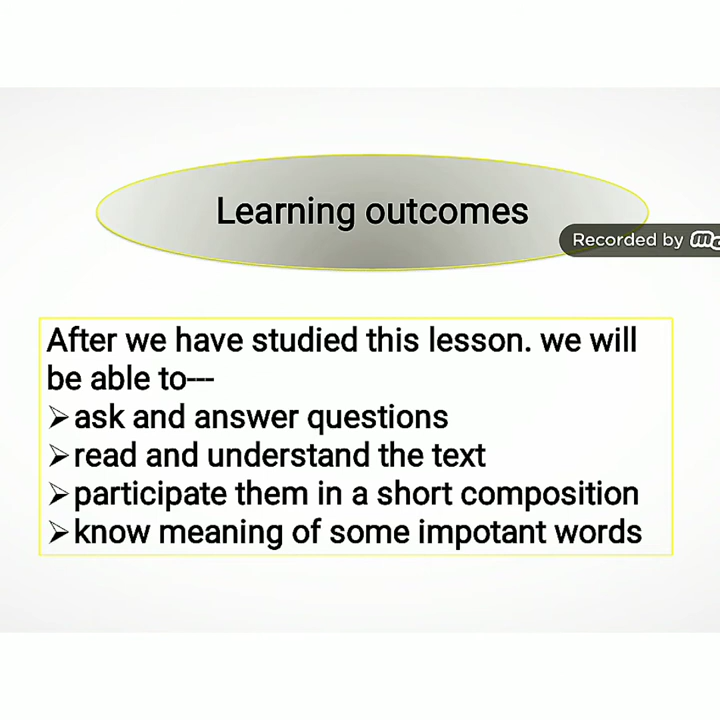 Learning outcomes
Recorded by
After we have studied this lesson. we will
be able to---
➢ask and answer questions
➢read and understand the text
➢participate them in a short composition
➢know meaning of some impotant words